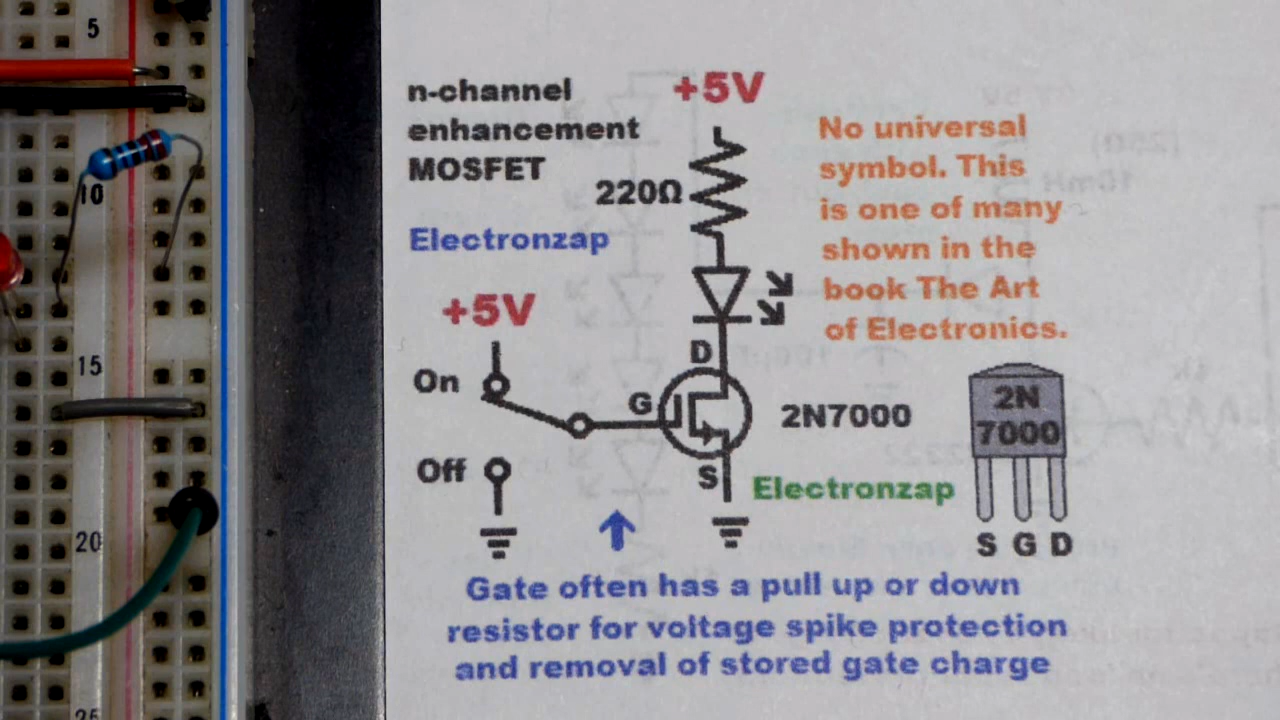 5
10
15
20
25
n-channel
enhancement
MOSFET
Electronzap
+5V
220Ω
No universal
symbol. This
is one of many
shown in the
book The Art
of Electronics.
+5V
On
Off
D
G
S
2N7000
Electronzap
2N
7000
S G D
Gate often has a pull up or down
resistor for voltage spike protection
and removal of stored gate charge